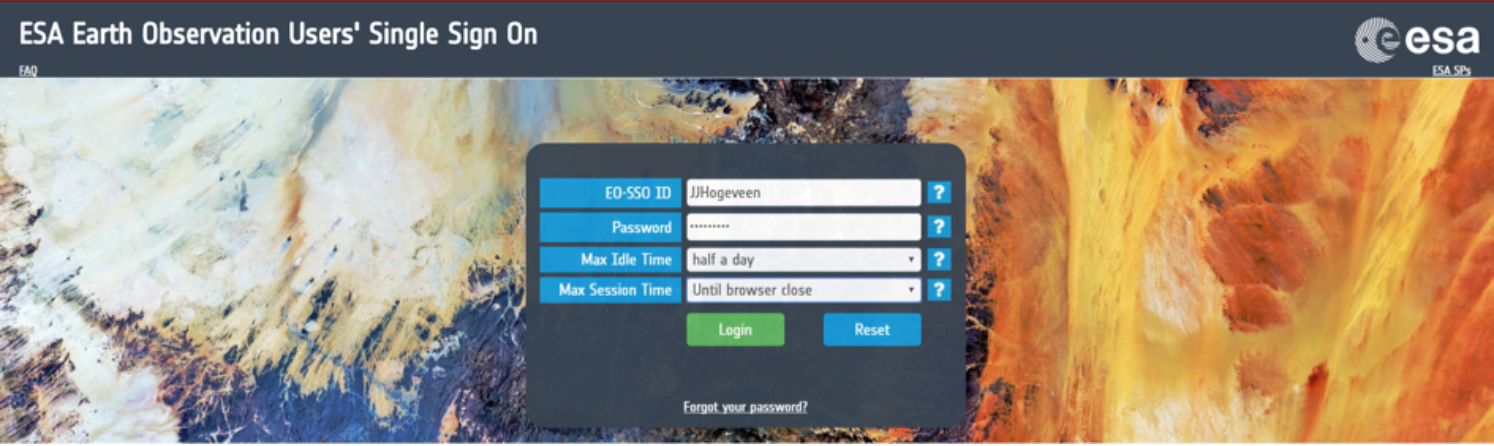 ESA Earth Observation Users' Single Sign On
esa
FAQ
ESA SPs
EO-SSO ID JJHogeveen ?
Password ········· ?
Max Idle Time half a day ?
Max Session Time Until browser close ?
Login Reset
Forgot your password?